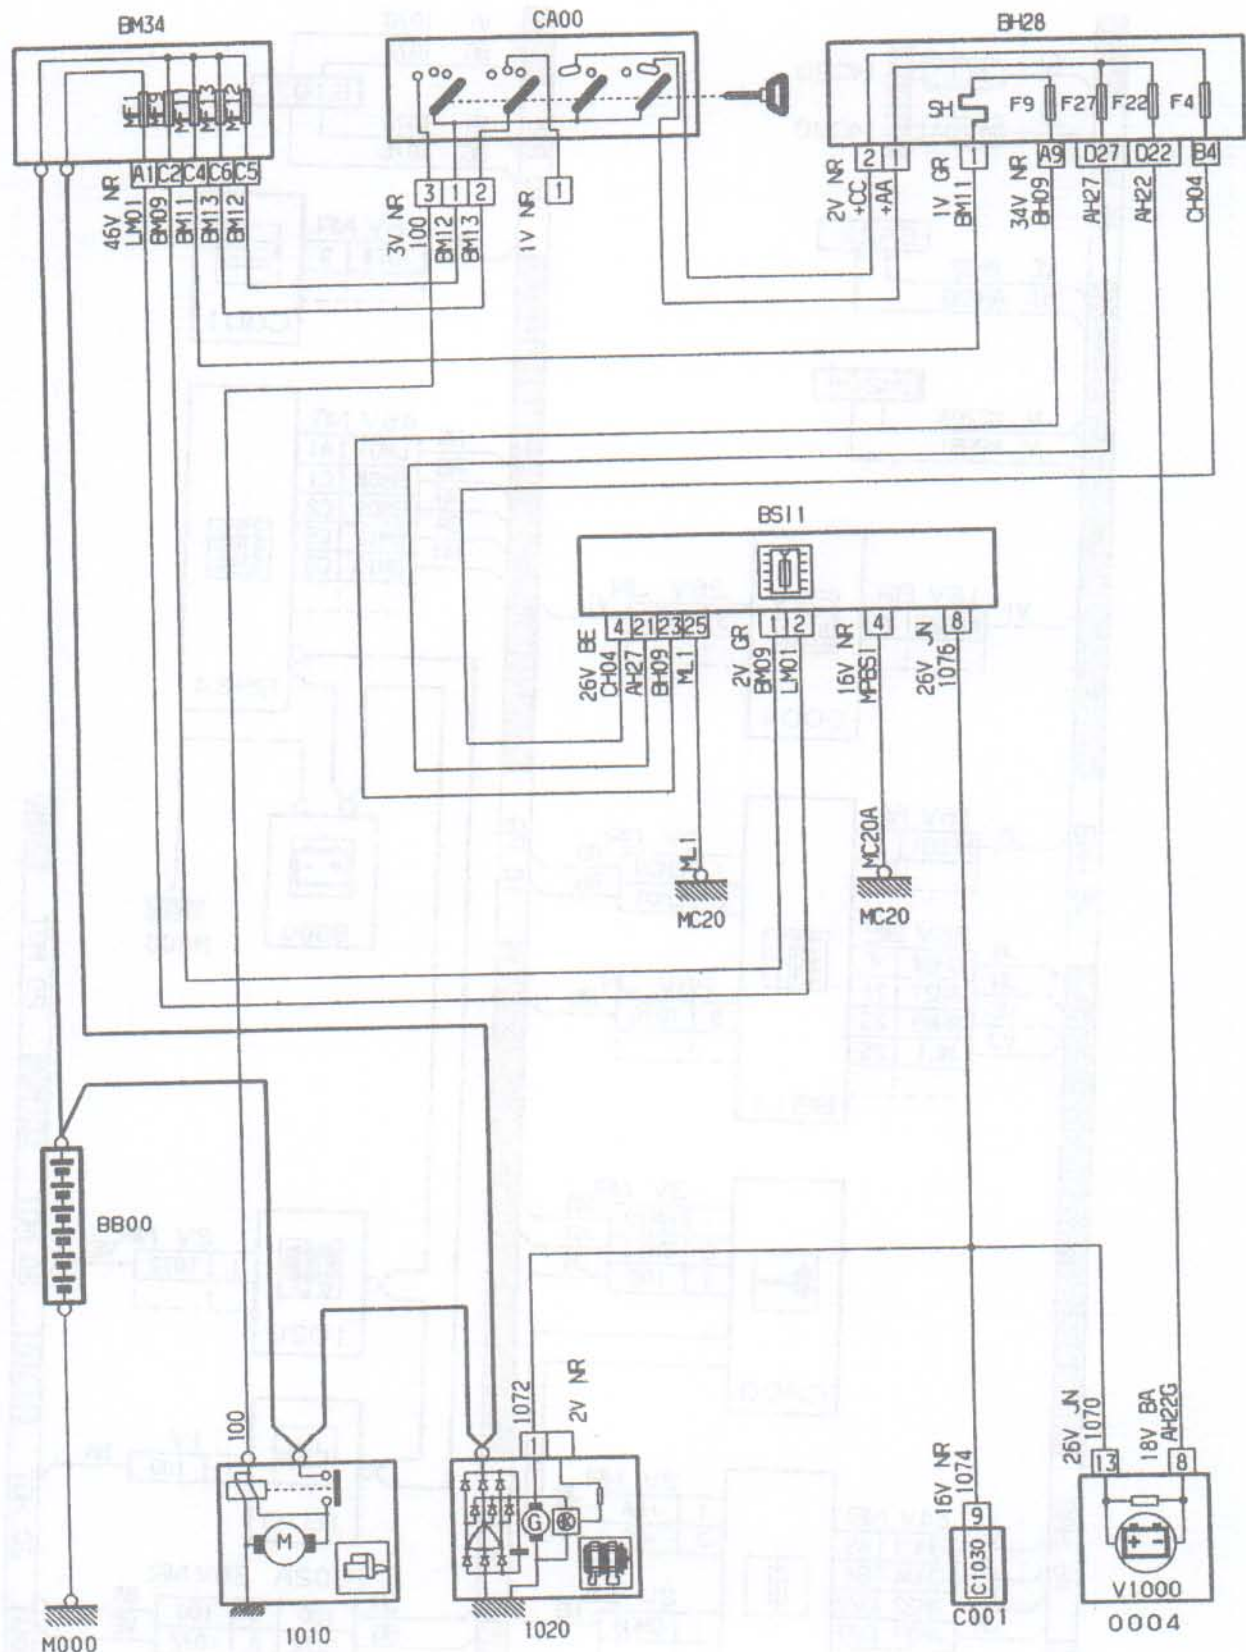 BM34
CA00
BH28
MF1
MF9
MF11
MF13
MF12
SH
F9
F27
F22
F4
A1 C2 C4 C6 C5
3 1 2
1
2 1
1
A9
D27
D22
B4
46V NR
LM01
BM09
BM11
BM13
BM12
3V NR
100
BM12
BM13
1V NR
2V NR
+CC
+AA
1V GR
BM11
34V NR
BH09
AH27
AH22
CH04
BSI1
4 21 23 25
1 2
4
8
26V BE
CH04
AH27
BH09
ML1
2V GR
BM09
LM01
16V NR
MPBSI
26V JN
1076
ML1
MC20
MC20A
MC20
BB00
100
1072
1
2V NR
16V NR
1074
9
26V JN
1070
13
18V BA
AH22G
8
M
G
C1030
C001
V1000
0004
M000
1010
1020